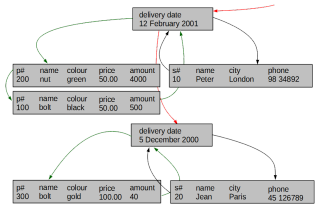 delivery date
12 February 2001
p# name colour price amount
200 nut green 50.00 4000
s# name city phone
10 Peter London 98 34892
p# name colour price amount
100 bolt black 50.00 500
delivery date
5 December 2000
p# name colour price amount
300 bolt gold 100.00 40
s# name city phone
20 Jean Paris 45 126789